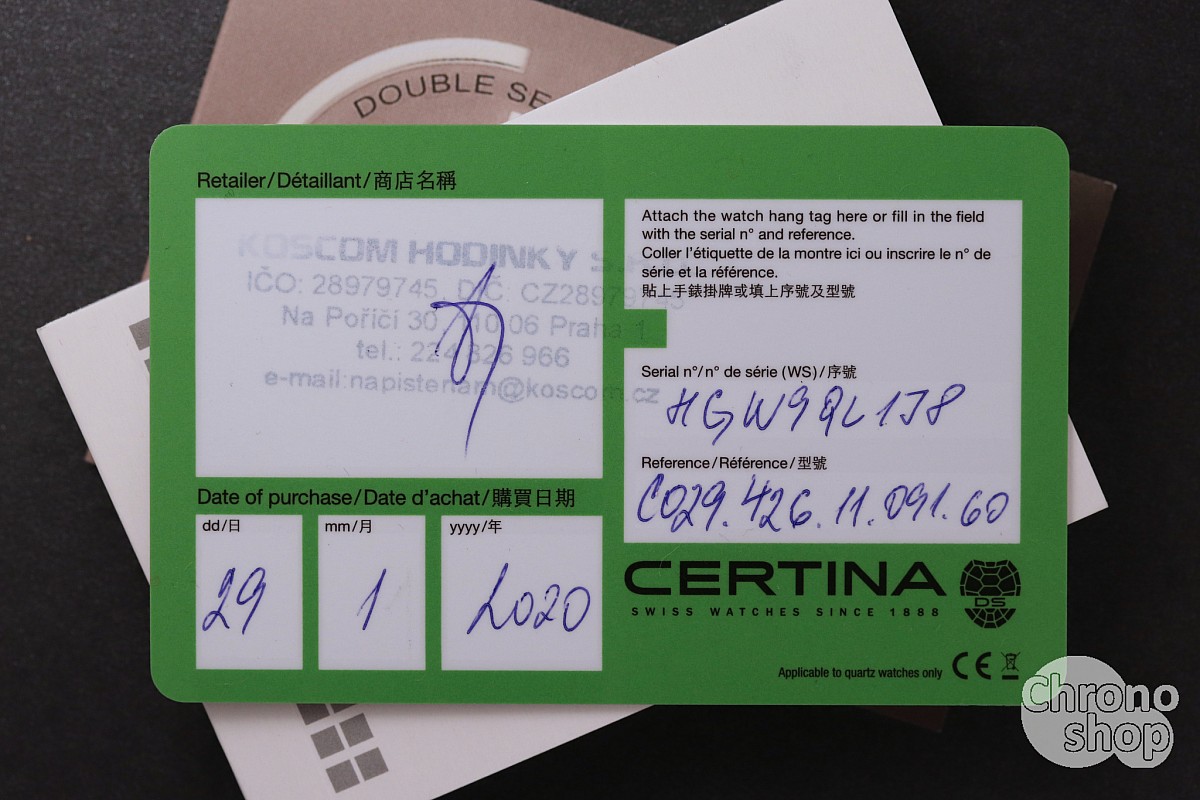 DOUBLE SE
Retailer/Détaillant/商店名稱
KOSCOM HODINKY S.
IČO: 28979745, DIČ: CZ28979745
Na Poříčí 30, 110 06 Praha 1
tel.: 224 826 966
e-mail:napistenam@koscom.cz
Date of purchase/Date d'achat/購買日期
dd/日
mm/月
yyyy/年
29
1
2020
Attach the watch hang tag here or fill in the field
with the serial n° and reference.
Coller l'étiquette de la montre ici ou inscrire le n° de
série et la référence.
貼上手錶掛牌或填上序號及型號
Serial n°/n° de série (WS)/序號
HGW9QL1J8
Reference/Référence/型號
C029.426.11.091.60
CERTINA
DS
SWISS WATCHES SINCE 1888
Applicable to quartz watches only
CE
Chrono
shop